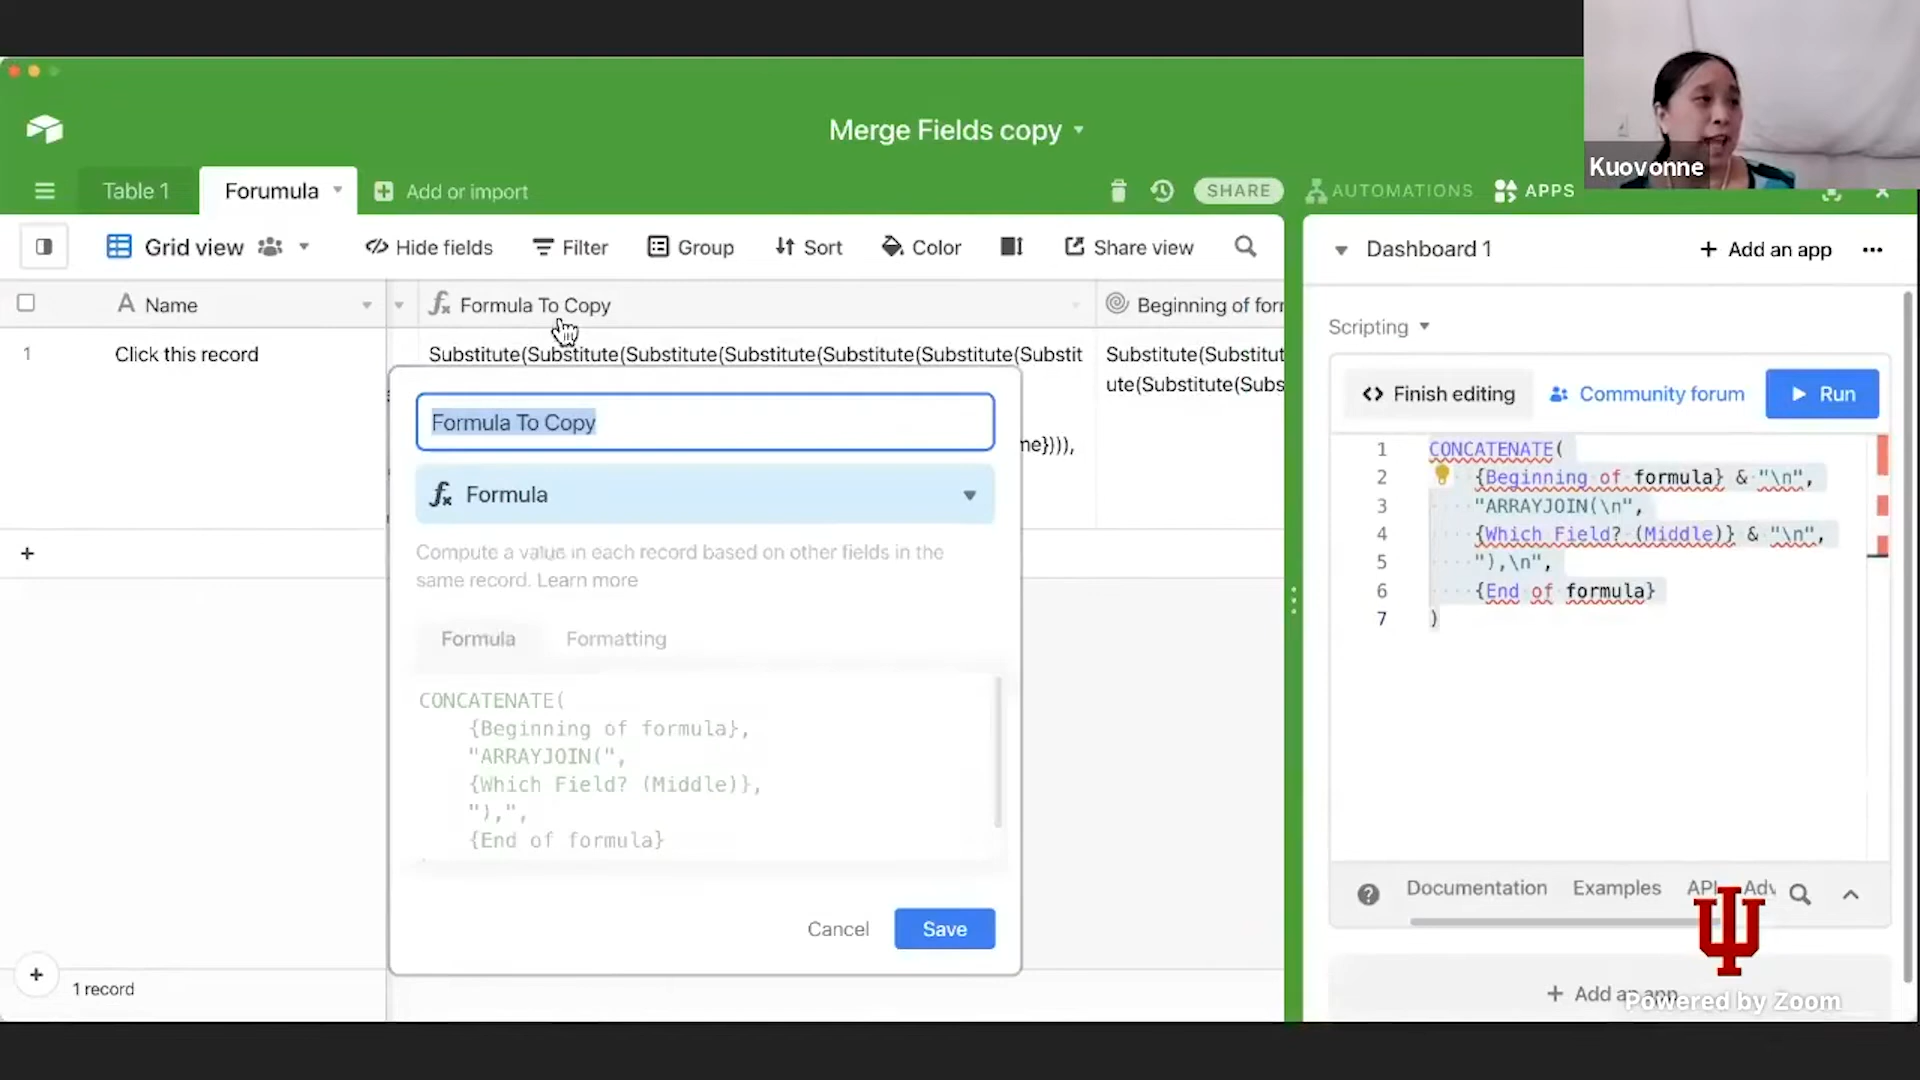 Merge Fields copy
Kuovonne
Table 1
Forumula
Add or import
SHARE
AUTOMATIONS
APPS
Grid view
Hide fields
Filter
Group
Sort
Color
Share view
Dashboard 1
+ Add an app
Name
Formula To Copy
Beginning of for
1
Click this record
Substitute(Substitute(Substitute(Substitute(Substitute(Substitute(Substit
Substitute(Substitut
ute(Substitute(Subs
me}))),
Formula To Copy
Formula
Compute a value in each record based on other fields in the
same record. Learn more
Formula
Formatting
CONCATENATE(
{Beginning of formula},
"ARRAYJOIN(",
{Which Field? (Middle)},
"),",
{End of formula}
Cancel
Save
+
+
1 record
Scripting
Finish editing
Community forum
Run
1 CONCATENATE(
2 {Beginning of formula} & "\n",
3 "ARRAYJOIN(\n",
4 {Which Field? (Middle)} & "\n",
5 "),\n",
6 {End of formula}
7 )
Documentation
Examples
API
Adv
+ Add an app
Powered by Zoom